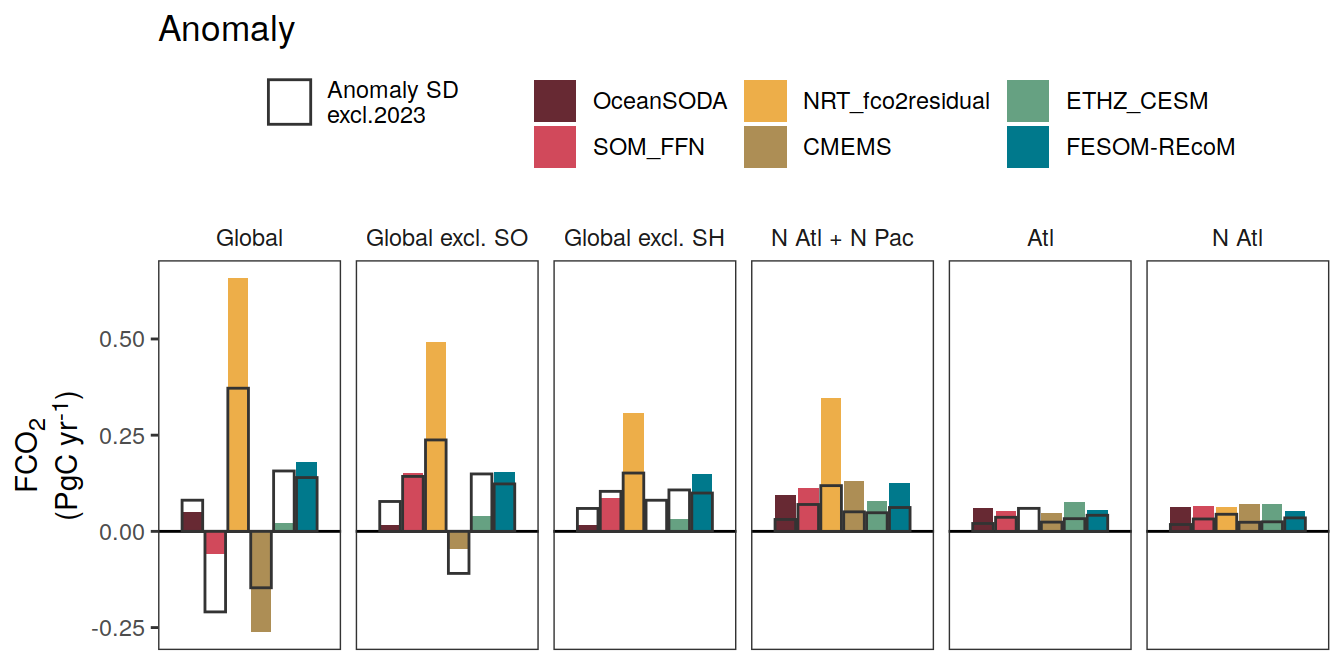 Anomaly
Anomaly SD
excl.2023
OceanSODA
NRT_fco2residual
ETHZ_CESM
SOM_FFN
CMEMS
FESOM-REcoM
Global
Global excl. SO
Global excl. SH
N Atl + N Pac
Atl
N Atl
FCO₂
(PgC yr⁻¹)
0.50
0.25
0.00
-0.25